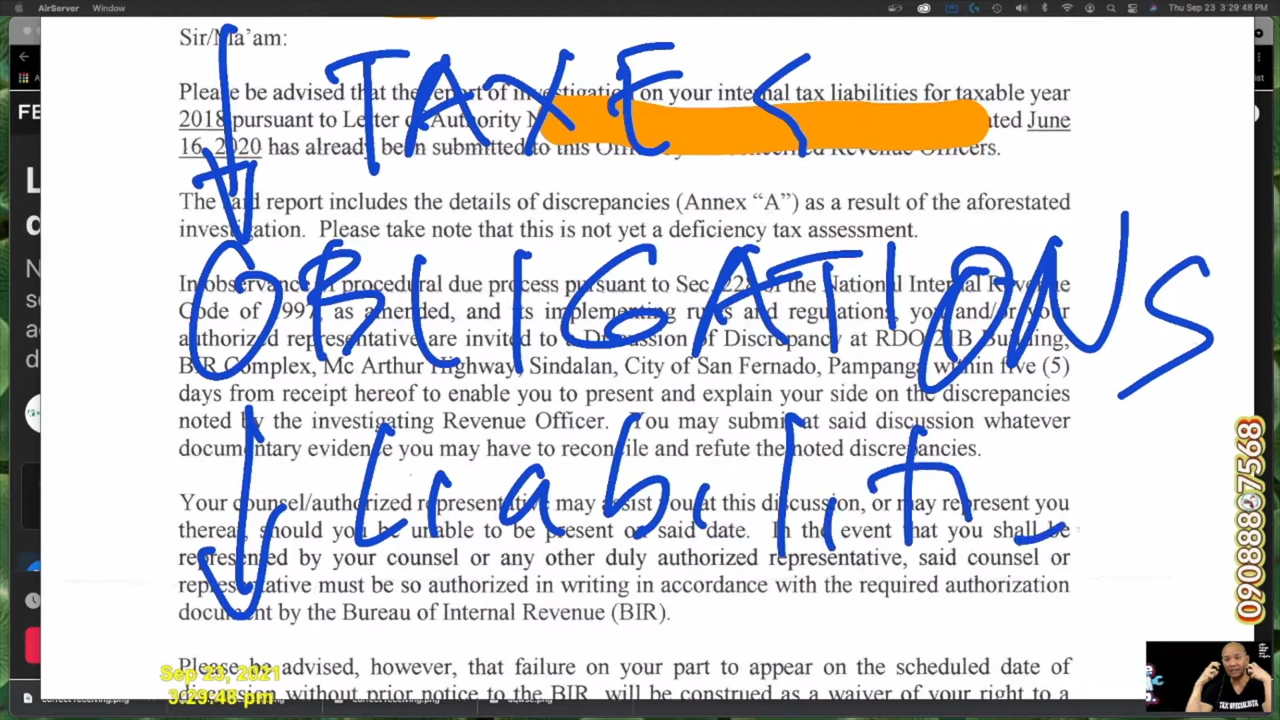 AirServer Window Thu Sep 23 3:29:48 PM
Sir/Ma’am:
TAXES
Please be advised that the report of investigation on your internal tax liabilities for taxable year
2018 pursuant to Letter of Authority dated June
16, 2020 has already been submitted to this Office by Revenue Officers.
The said report includes the details of discrepancies (Annex “A”) as a result of the aforestated
investigation. Please take note that this is not yet a deficiency tax assessment.
OBLIGATIONS
In observance of procedural due process pursuant to Sec. 228 of the National Internal Revenue
Code of 1997 as amended, and its implementing rules and regulations, you and/or your
authorized representative are invited to a Discussion of Discrepancy at RDO 21B Building,
BIR Complex, Mc Arthur Highway, Sindalan, City of San Fernado, Pampanga within five (5)
days from receipt hereof to enable you to present and explain your side on the discrepancies
noted by the investigating Revenue Officer. You may submit at said discussion whatever
documentary evidence you may have to reconcile and refute the noted discrepancies.
Liabilit
Your counsel/authorized representative may assist you at this discussion, or may represent you
thereat, should you be unable to be present on said date. In the event that you shall be
represented by your counsel or any other duly authorized representative, said counsel or
representative must be so authorized in writing in accordance with the required authorization
document by the Bureau of Internal Revenue (BIR).
Please be advised, however, that failure on your part to appear on the scheduled date of
without prior notice to the BIR, will be construed as a waiver of your right to a
Sep 23, 2021
3:29:48 pm
09088807568
TAX SPECIALISTA